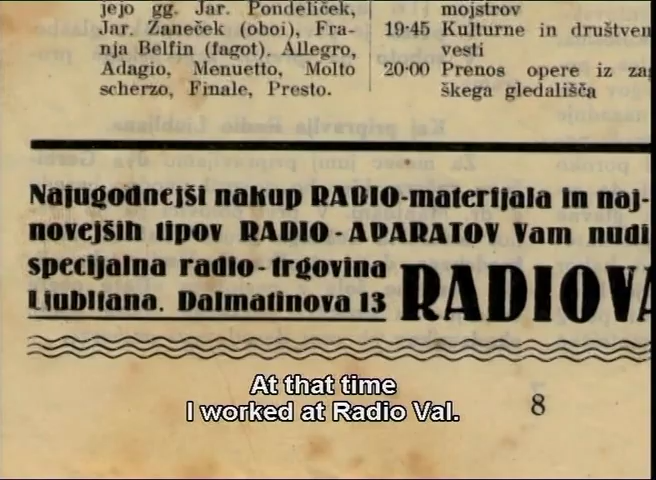 jejo gg. Jar. Pondeliček,
Jar. Žaneček (oboi), Fra-
nja Belfin (fagot). Allegro,
Adagio, Menuetto, Molto
scherzo, Finale, Presto.
mojstrov
19·45 Kulturne in društven
vesti
20·00 Prenos opere iz zag
škega gledališča
Najugodnejši nakup RADIO-materijala in naj-
novejših tipov RADIO-APARATOV Vam nudi
specijalna radio-trgovina
Ljubljana, Dalmatinova 13
RADIOVA
At that time
I worked at Radio Val.
8